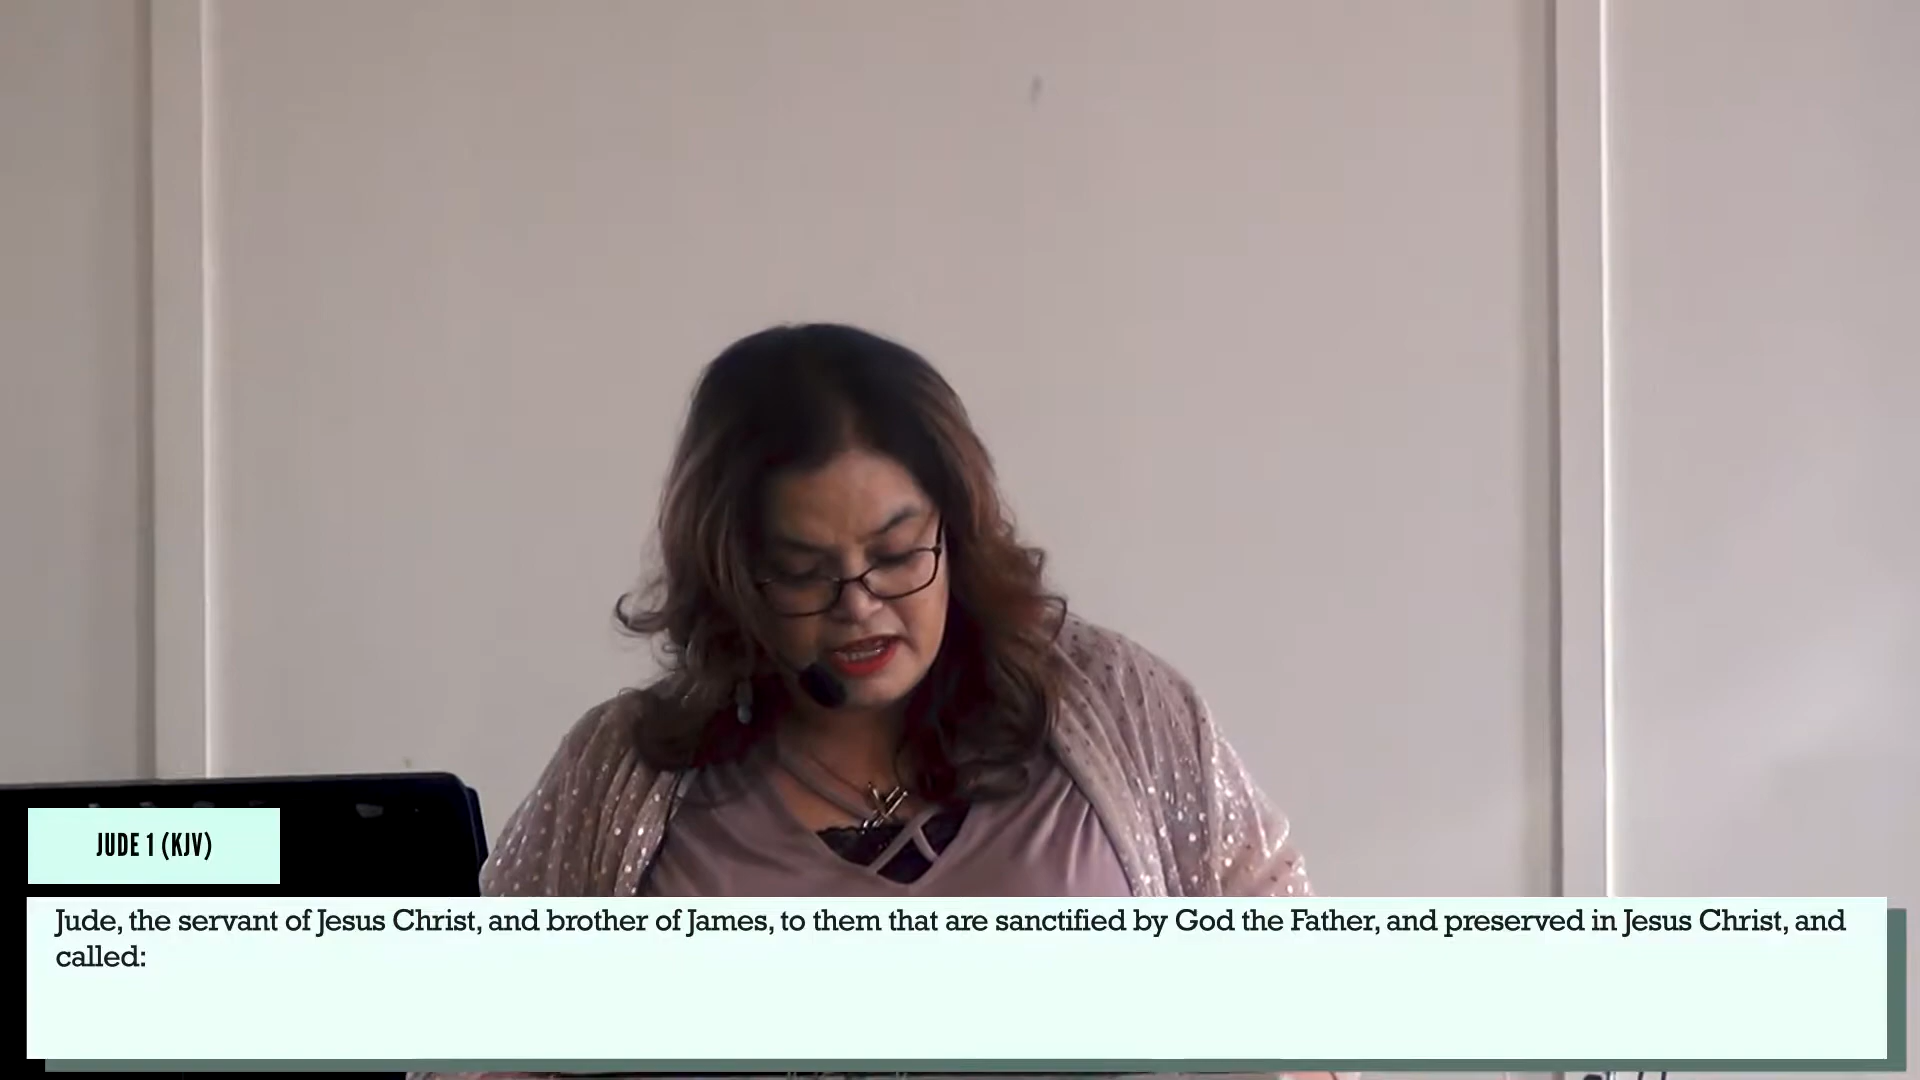 JUDE 1 (KJV)
Jude, the servant of Jesus Christ, and brother of James, to them that are sanctified by God the Father, and preserved in Jesus Christ, and
called: